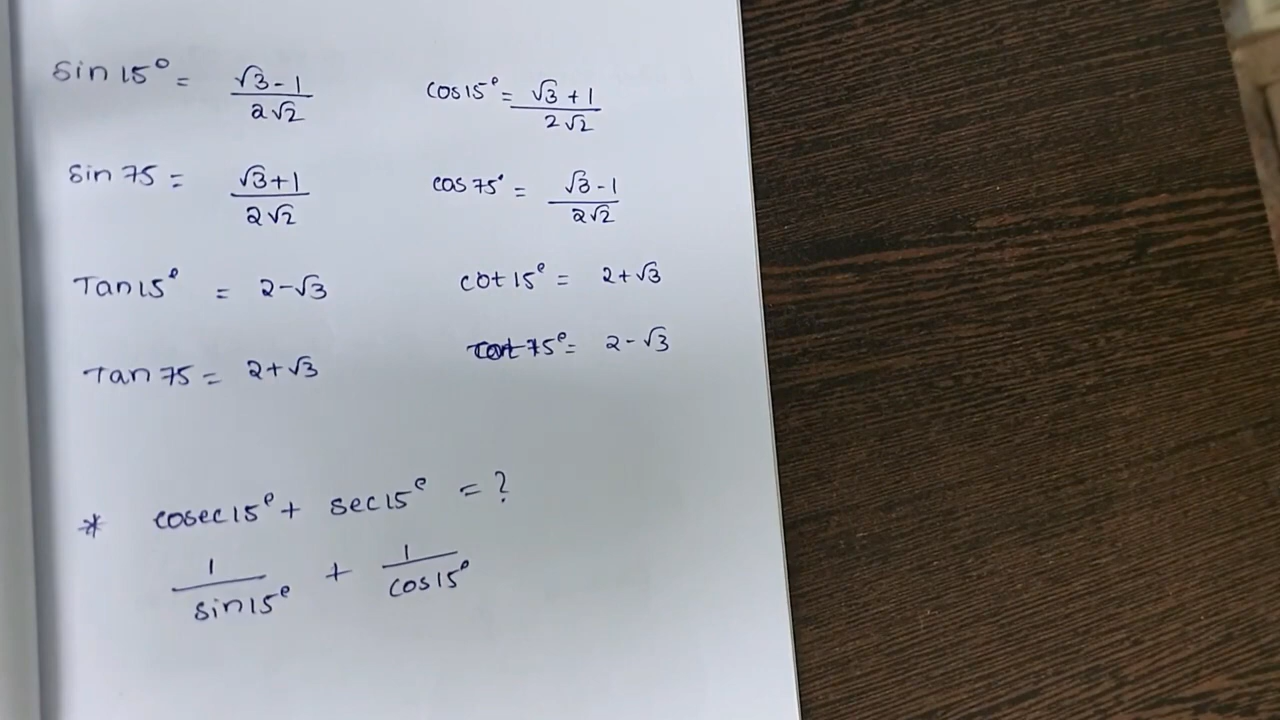 sin 15° = √3 - 1 / 2√2 cos 15° = √3 + 1 / 2√2
sin 75 = √3 + 1 / 2√2 cos 75° = √3 - 1 / 2√2
Tan 15° = 2 - √3 cot 15° = 2 + √3
Tan 75 = 2 + √3 cot 75° = 2 - √3
* cosec 15° + sec 15° = ?
1 / sin 15° + 1 / cos 15°